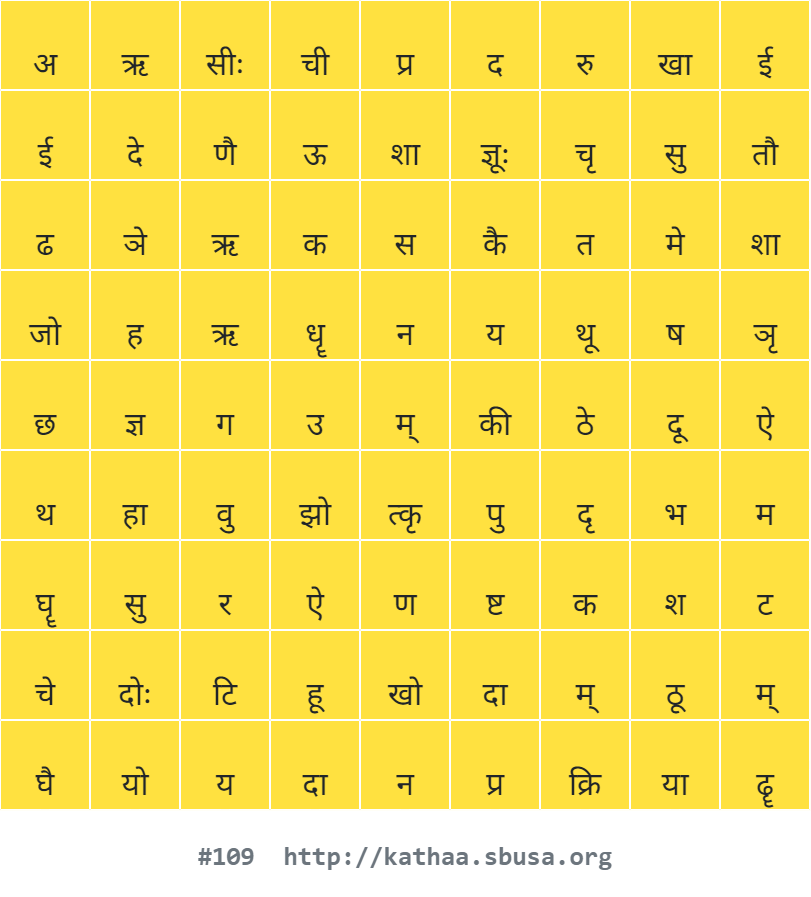 अ ऋ सीः ची प्र द रु खा ई
ई दे णै ऊ शा ज्ञूः चृ सु तौ
ढ ञे ऋ क स कै त मे शा
जो ह ऋ धॄ न य थू ष ञृ
छ ज्ञ ग उ म् की ठे दू ऐ
थ हा वु झो त्कृ पु दृ भ म
घॄ सु र ऐ ण ष्ट क श ट
चे दोः टि हू खो दा म् ठू म्
घै यो य दा न प्र क्रि या ढॄ
#109 http://kathaa.sbusa.org